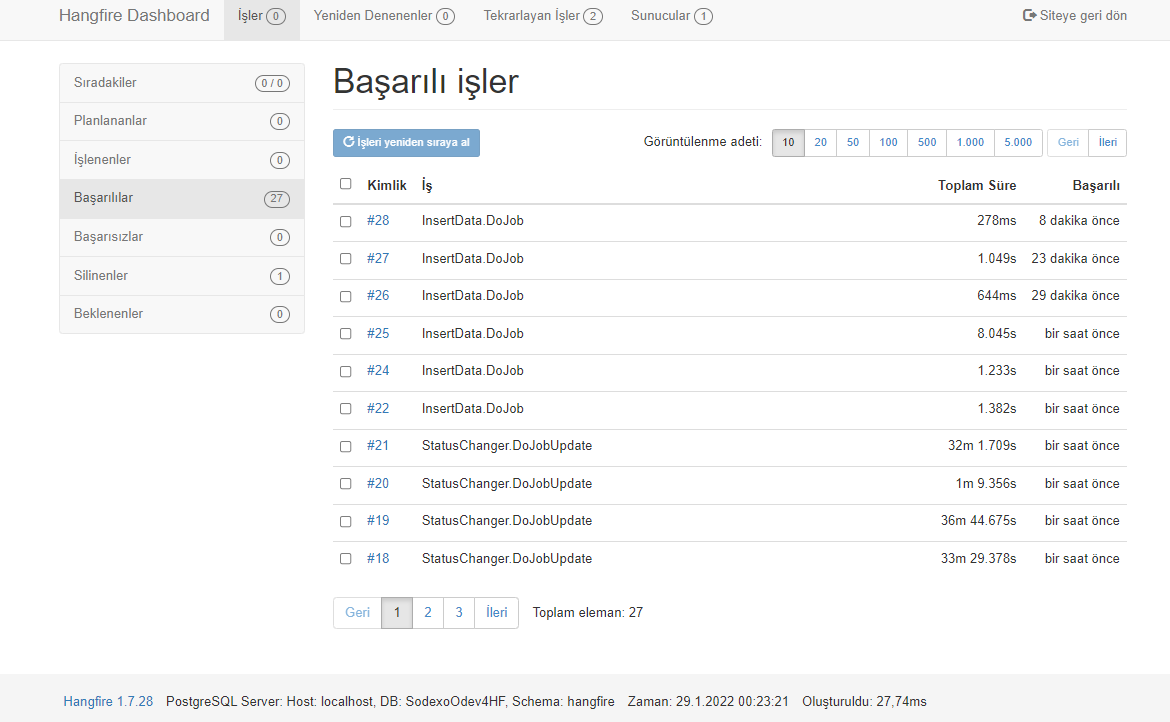 Hangfire Dashboard İşler 0 Yeniden Denenenler 0 Tekrarlayan İşler 2 Sunucular 1 Siteye geri dön
Sıradakiler 0 / 0
Planlananlar 0
İşlenenler 0
Başarılılar 27
Başarısızlar 0
Silinenler 1
Beklenenler 0
Başarılı işler
İşleri yeniden sıraya al Görüntülenme adeti: 10 20 50 100 500 1.000 5.000 Geri İleri
Kimlik İş Toplam Süre Başarılı
#28 InsertData.DoJob 278ms 8 dakika önce
#27 InsertData.DoJob 1.049s 23 dakika önce
#26 InsertData.DoJob 644ms 29 dakika önce
#25 InsertData.DoJob 8.045s bir saat önce
#24 InsertData.DoJob 1.233s bir saat önce
#22 InsertData.DoJob 1.382s bir saat önce
#21 StatusChanger.DoJobUpdate 32m 1.709s bir saat önce
#20 StatusChanger.DoJobUpdate 1m 9.356s bir saat önce
#19 StatusChanger.DoJobUpdate 36m 44.675s bir saat önce
#18 StatusChanger.DoJobUpdate 33m 29.378s bir saat önce
Geri 1 2 3 İleri Toplam eleman: 27
Hangfire 1.7.28 PostgreSQL Server: Host: localhost, DB: SodexoOdev4HF, Schema: hangfire Zaman: 29.1.2022 00:23:21 Oluşturuldu: 27,74ms